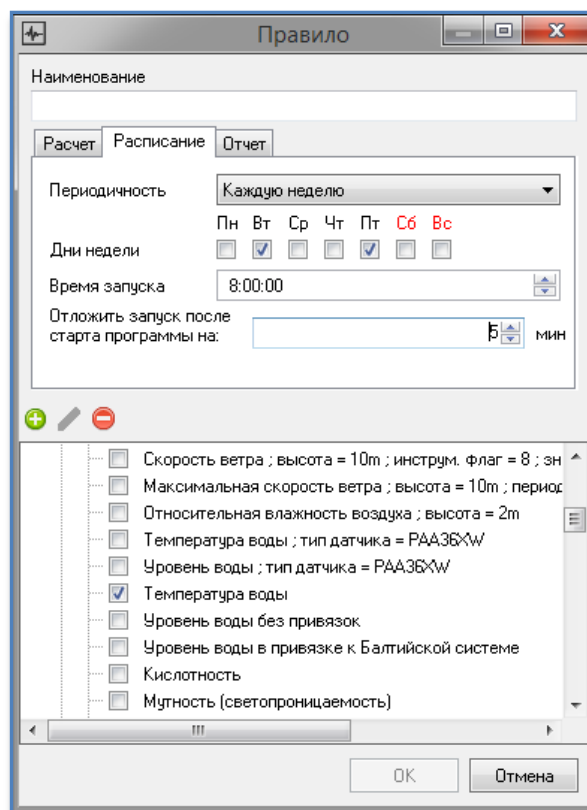 Правило
Наименование
Расчет Расписание Отчет
Периодичность Каждую неделю
Пн Вт Ср Чт Пт Сб Вс
Дни недели
Время запуска 8:00:00
Отложить запуск после
старта программы на: 5 мин
Скорость ветра ; высота = 10m ; инструм. флаг = 8 ; зн
Максимальная скорость ветра ; высота = 10m ; период
Относительная влажность воздуха ; высота = 2m
Температура воды ; тип датчика = PAA36XW
Уровень воды ; тип датчика = PAA36XW
Температура воды
Уровень воды без привязок
Уровень воды в привязке к Балтийской системе
Кислотность
Мутность (светопроницаемость)
OK Отмена